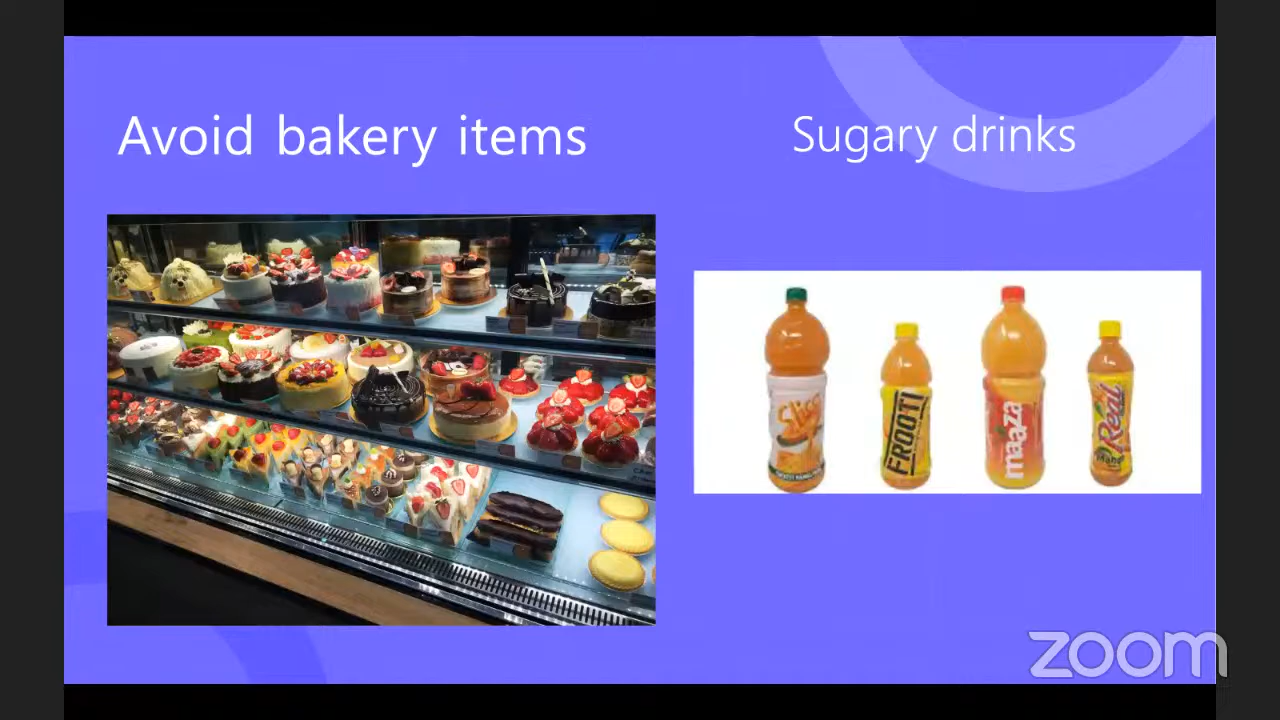 Avoid bakery items
Sugary drinks
Slice
FROOTI
maaza
Real
zoom